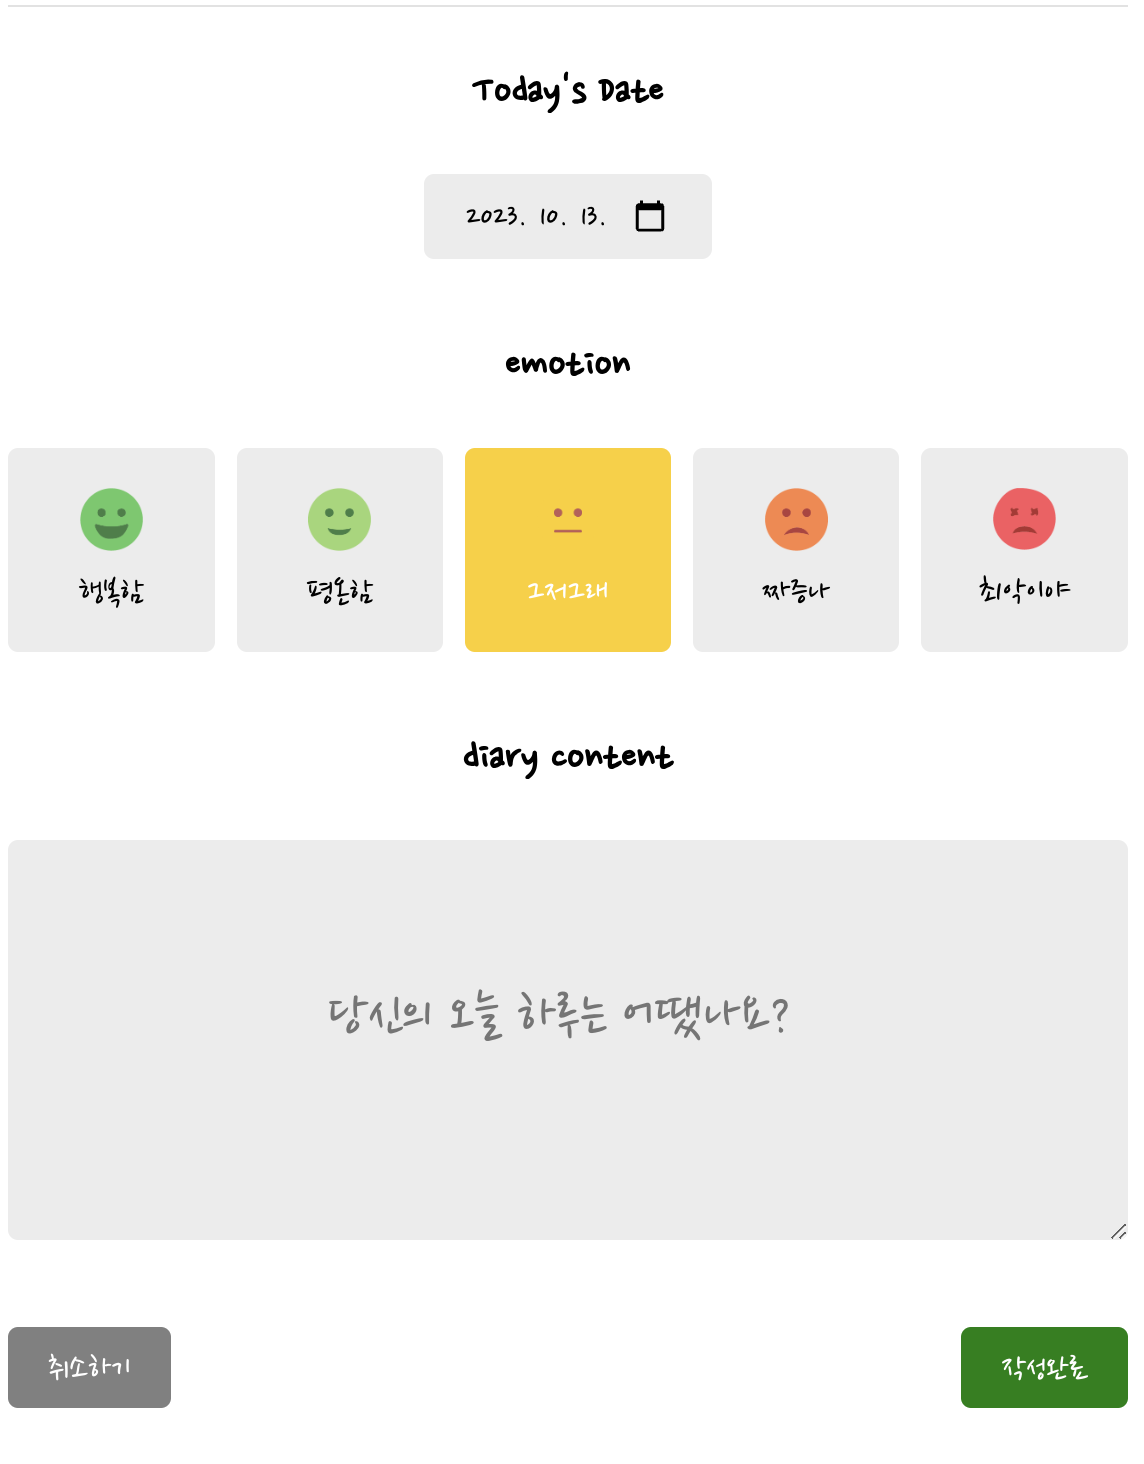 Today's Date
2023. 10. 13.
emotion
행복함 평온함 그저그래 짜증나 최악이야
diary content
당신의 오늘 하루는 어땠나요?
취소하기 작성완료